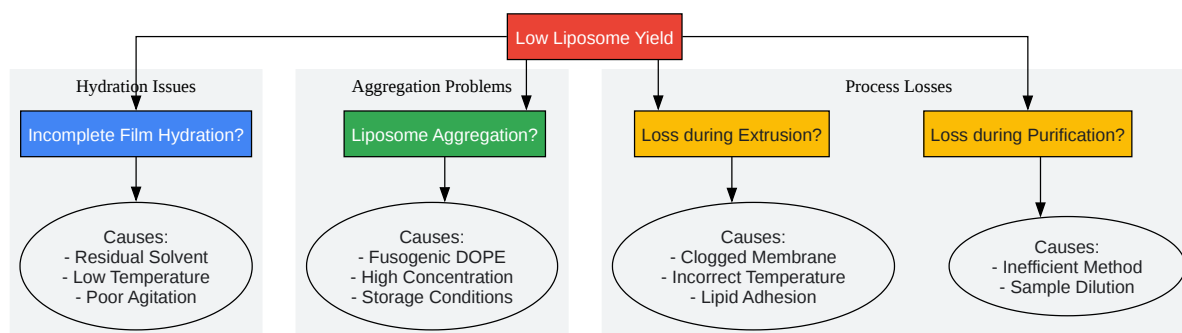 Low Liposome Yield
Hydration Issues
Aggregation Problems
Process Losses
Incomplete Film Hydration?
Liposome Aggregation?
Loss during Extrusion?
Loss during Purification?
Causes:
- Residual Solvent
- Low Temperature
- Poor Agitation
Causes:
- Fusogenic DOPE
- High Concentration
- Storage Conditions
Causes:
- Clogged Membrane
- Incorrect Temperature
- Lipid Adhesion
Causes:
- Inefficient Method
- Sample Dilution